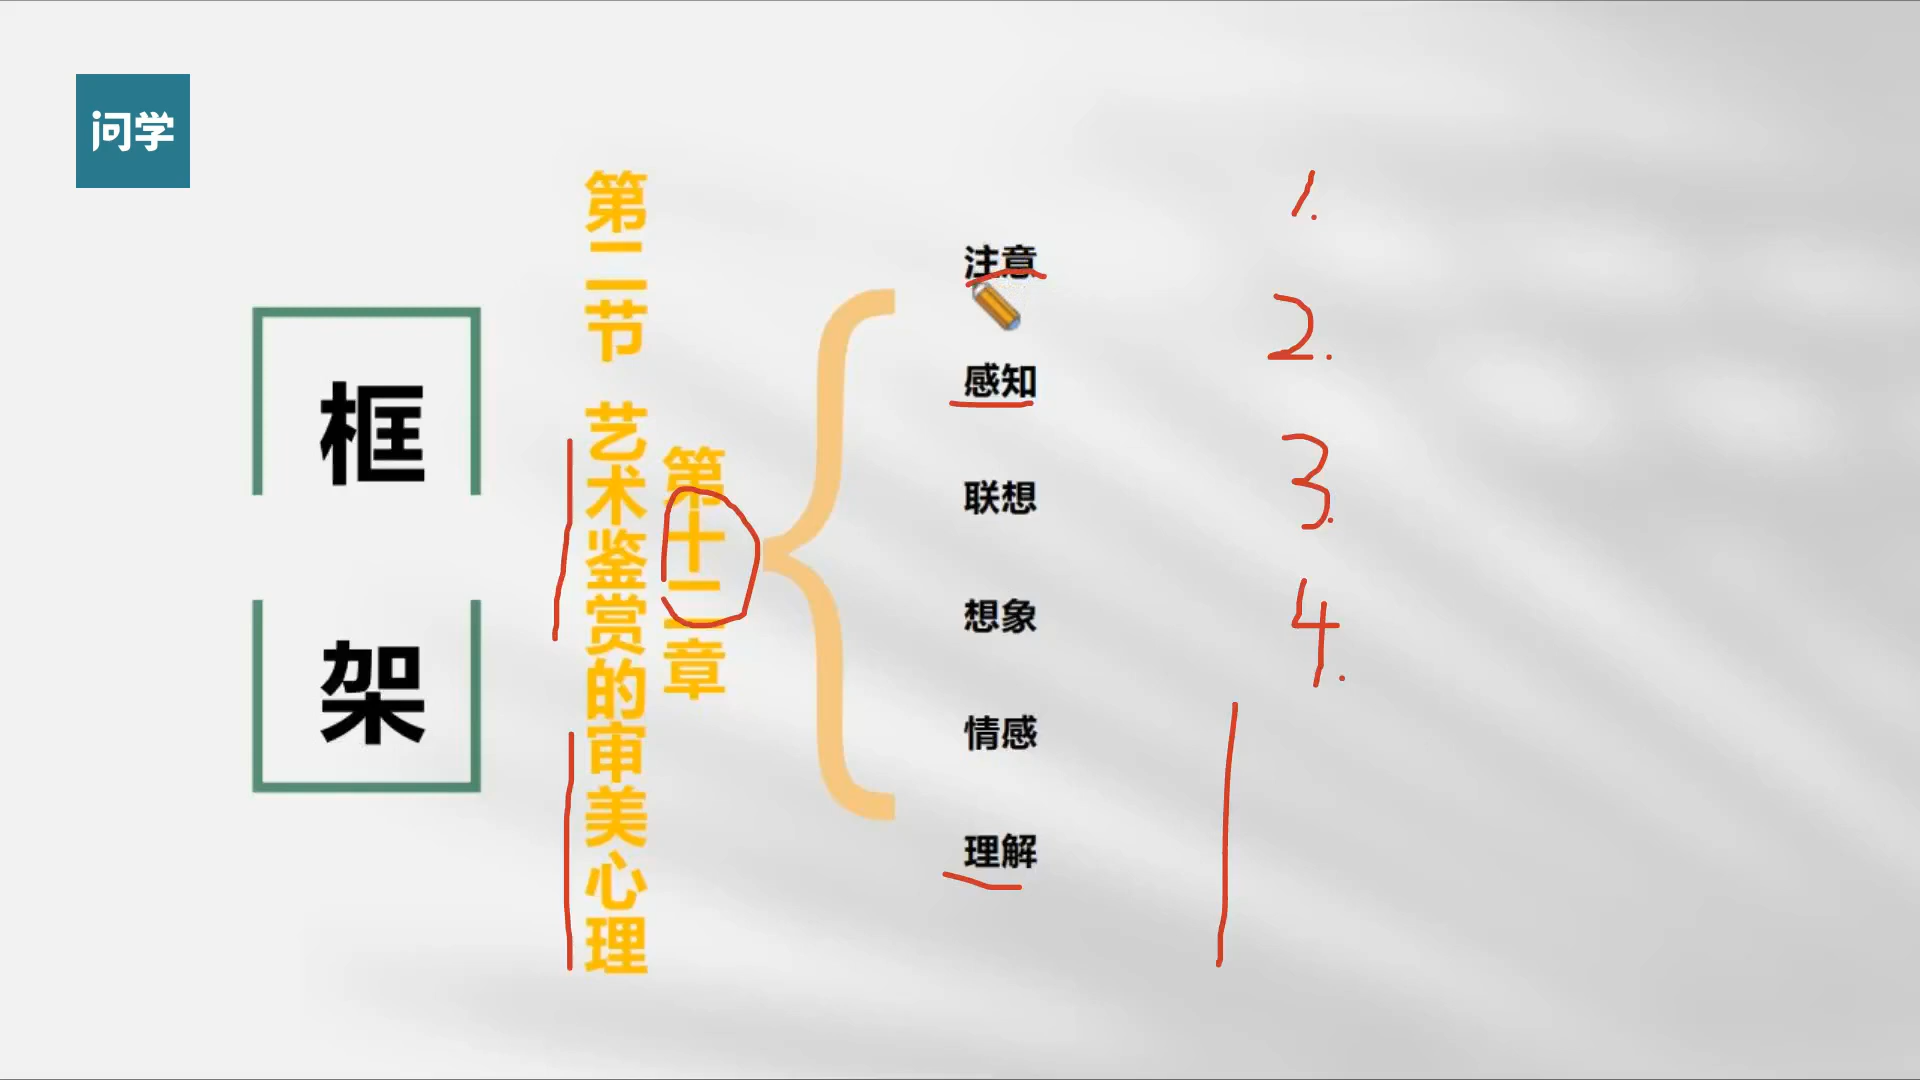 问学
框架
第十二章
第二节 艺术鉴赏的审美心理
注意
感知
联想
想象
情感
理解
1.
2.
3.
4.